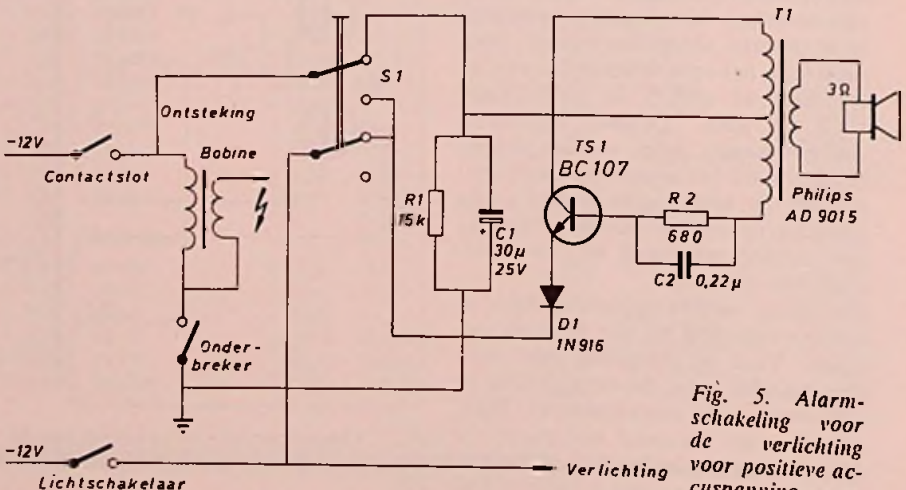 T1
S1
Ontsteking
-12V
Contactslot
Bobine
TS1
BC107
3Ω
Philips
AD 9015
R1
15k
C1
+
30μ
25V
R2
680
C2 0,22μ
D1
1N916
Onder-
breker
-12V
Lichtschakelaar
Verlichting
Fig. 5. Alarm-
schakeling voor
de verlichting
voor positieve ac-
cuspanning